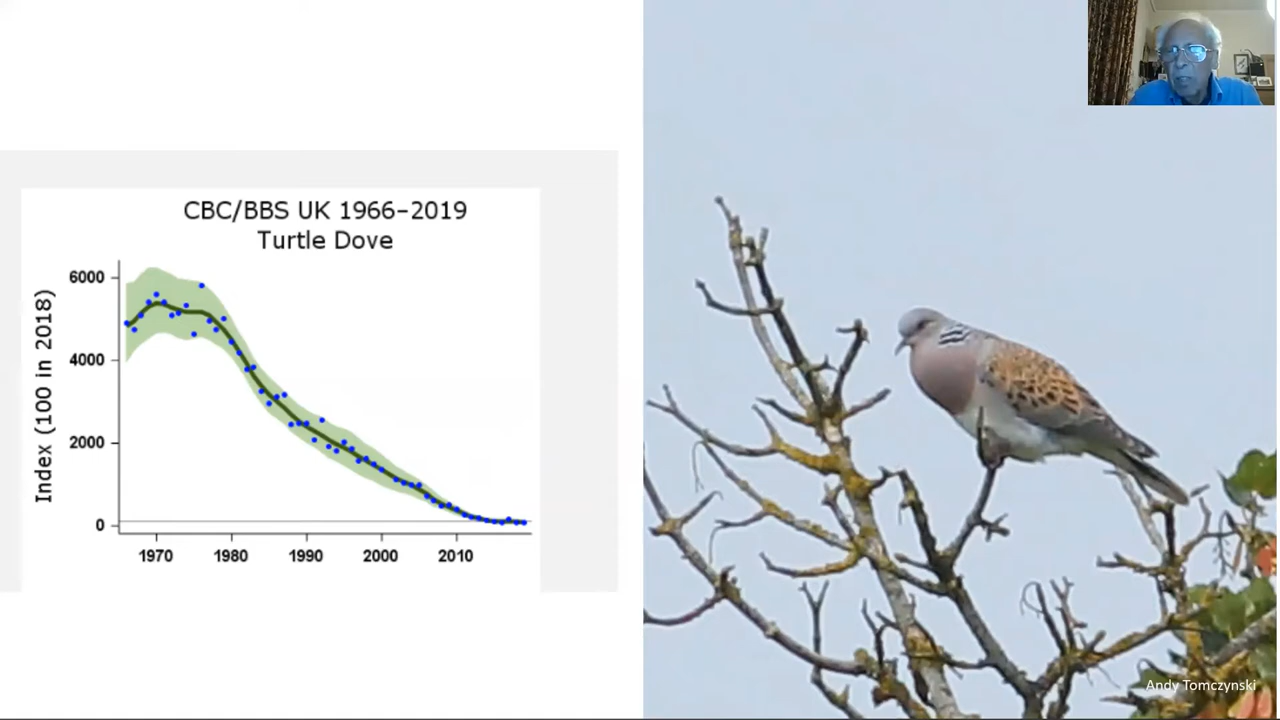 CBC/BBS UK 1966–2019
Turtle Dove
Index (100 in 2018)
6000
4000
2000
0
1970 1980 1990 2000 2010
Andy Tomczynski